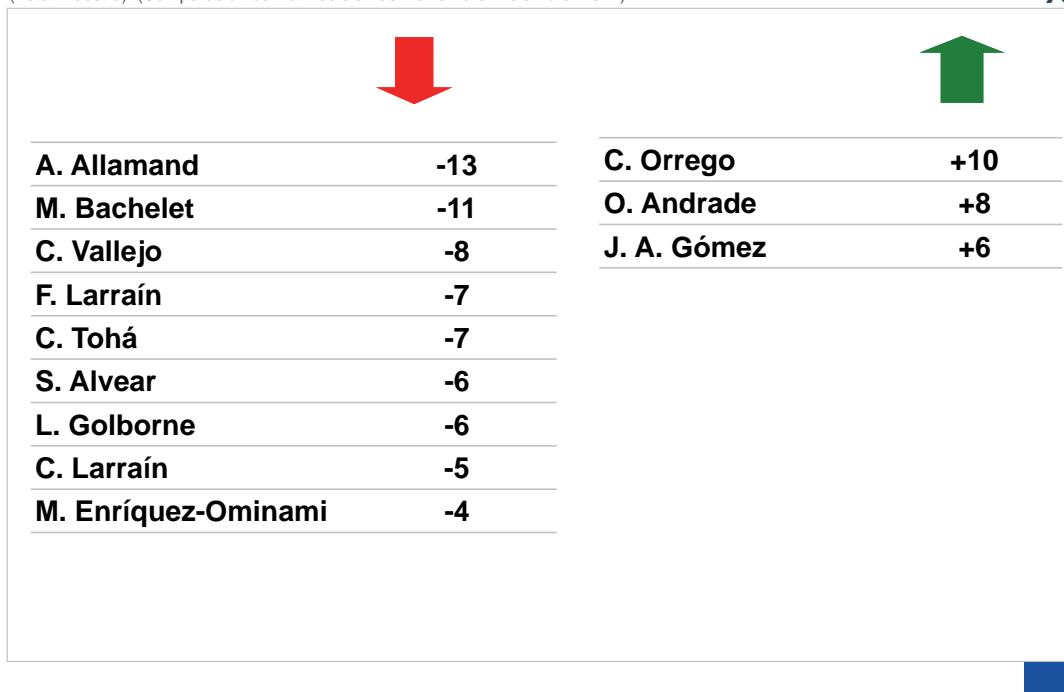 A. Allamand -13
M. Bachelet -11
C. Vallejo -8
F. Larraín -7
C. Tohá -7
S. Alvear -6
L. Golborne -6
C. Larraín -5
M. Enríquez-Ominami -4
C. Orrego +10
O. Andrade +8
J. A. Gómez +6